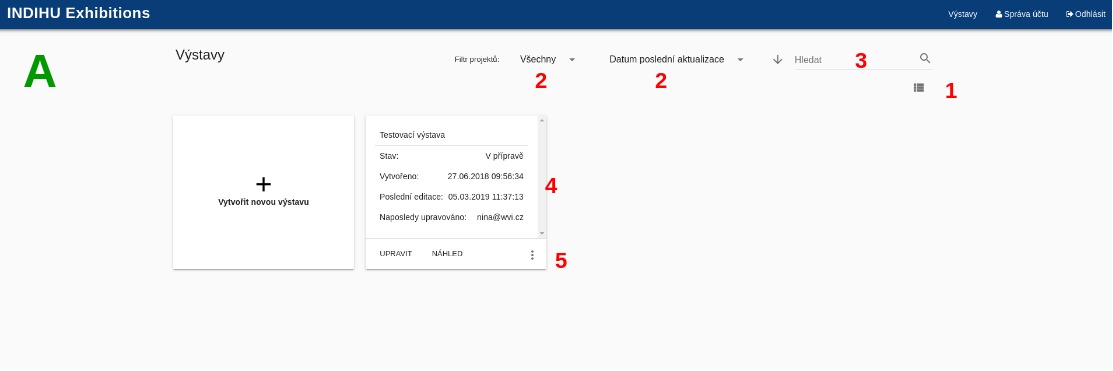 INDIHU Exhibitions
Výstavy Správa účtu Odhlásit
A
Výstavy
Filtr projektů: Všechny Datum poslední aktualizace Hledat 3
2 2
1
Vytvořit novou výstavu
Testovací výstava
Stav: V přípravě
Vytvořeno: 27.06.2018 09:56:34
4
Poslední editace: 05.03.2019 11:37:13
Naposledy upravováno: nina@wvi.cz
UPRAVIT NÁHLED 5